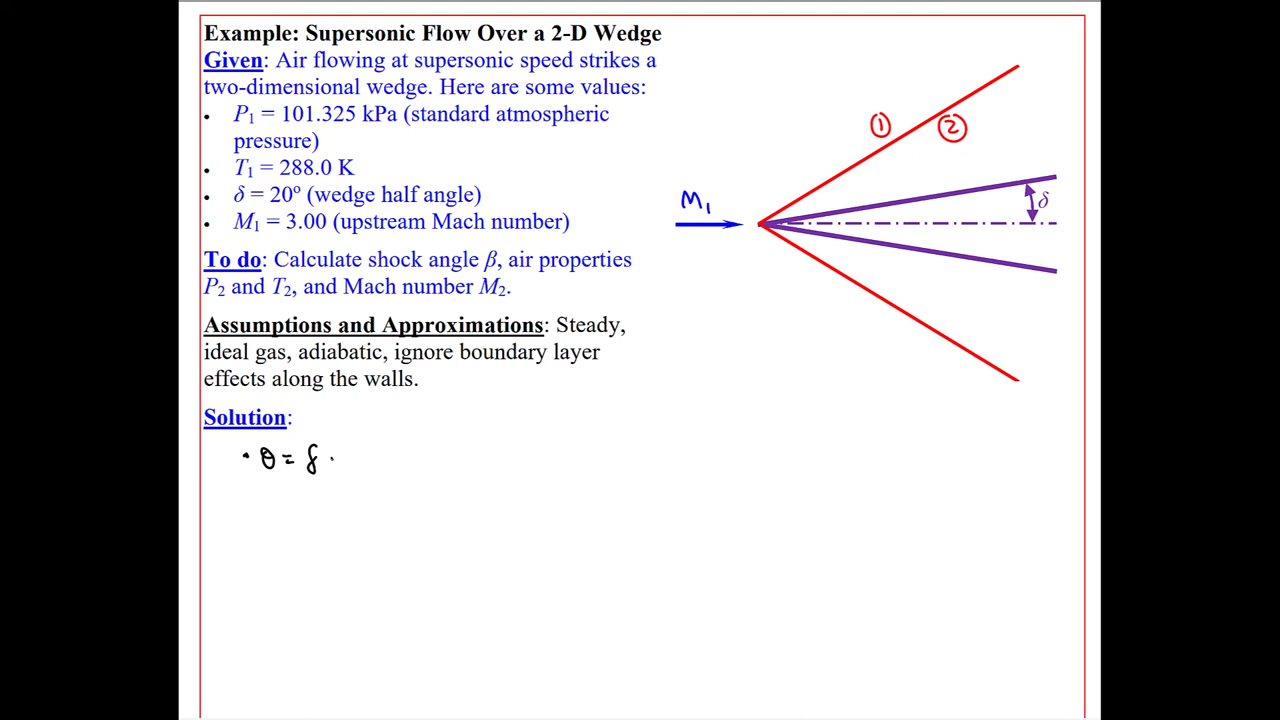 Example: Supersonic Flow Over a 2-D Wedge
Given: Air flowing at supersonic speed strikes a
two-dimensional wedge. Here are some values:
• P₁ = 101.325 kPa (standard atmospheric
pressure)
• T₁ = 288.0 K
• δ = 20º (wedge half angle)
• M₁ = 3.00 (upstream Mach number)
To do: Calculate shock angle β, air properties
P₂ and T₂, and Mach number M₂.
Assumptions and Approximations: Steady,
ideal gas, adiabatic, ignore boundary layer
effects along the walls.
Solution:
• θ = δ
① ②
M₁
δ